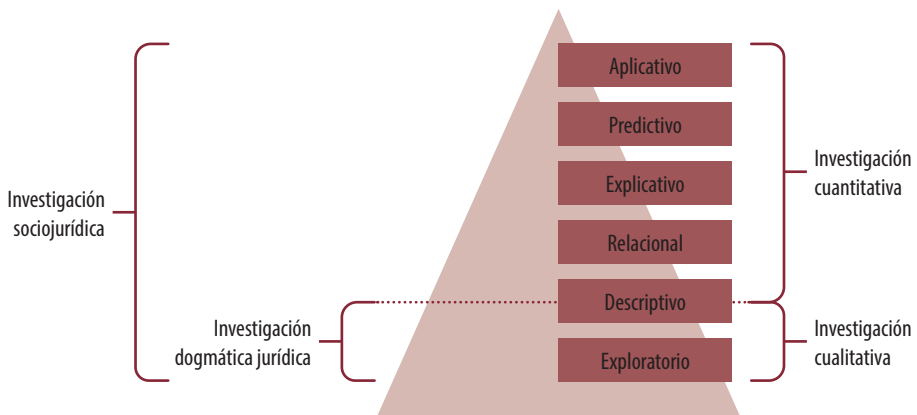 Aplicativo
Predictivo
Explicativo
Relacional
Descriptivo
Exploratorio
Investigación
sociojurídica
Investigación
dogmática jurídica
Investigación
cuantitativa
Investigación
cualitativa